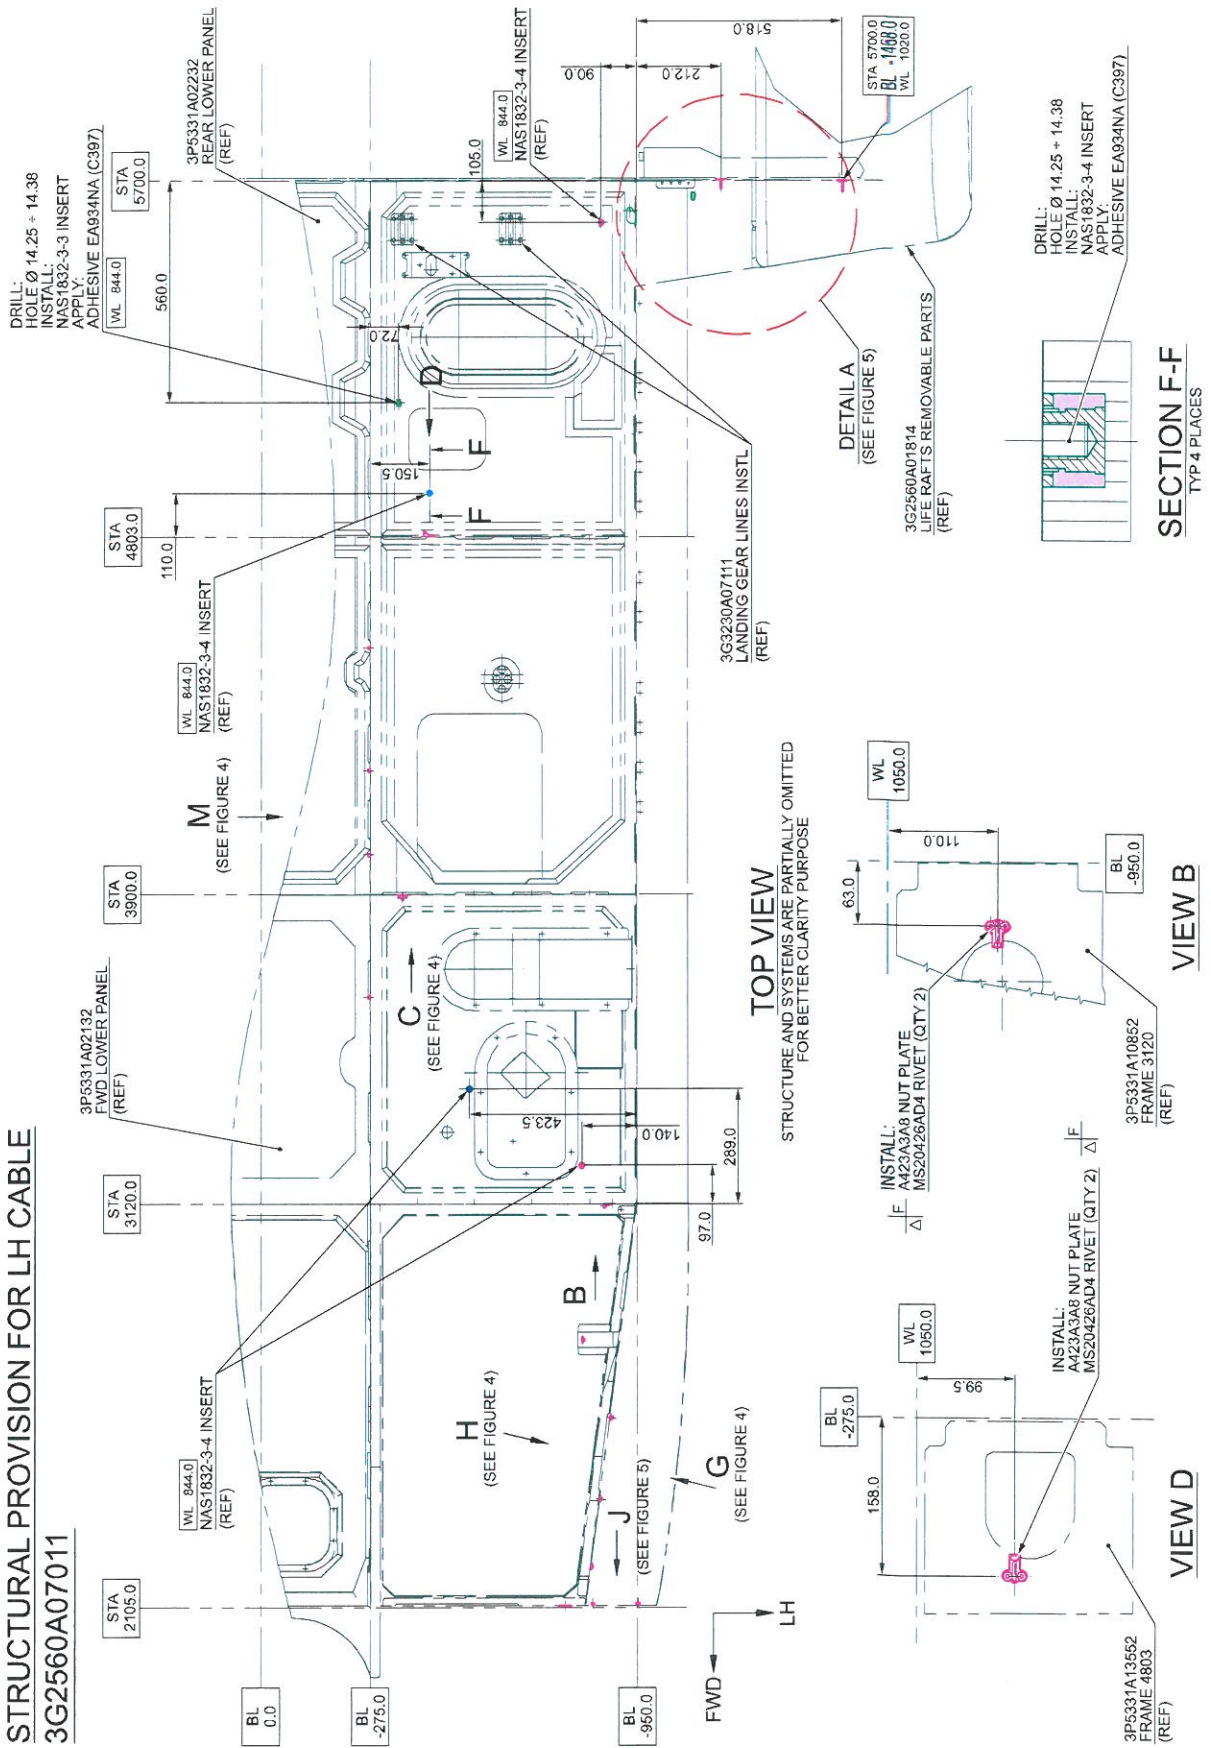 STRUCTURAL PROVISION FOR LH CABLE
3G2560A07011
DRILL:
HOLE Ø 14.25 ÷ 14.38
INSTALL:
NAS1832-3-3 INSERT
APPLY:
ADHESIVE EA934NA (C397)
WL 844.0
3P5331A02232
REAR LOWER PANEL
(REF)
STA
5700.0
560.0
STA
4803.0
110.0
WL 844.0
NAS1832-3-4 INSERT
(REF)
M
(SEE FIGURE 4)
STA
3900.0
3P5331A02132
FWD LOWER PANEL
(REF)
STA
3120.0
WL 844.0
NAS1832-3-4 INSERT
(REF)
STA
2105.0
BL
0.0
BL
-275.0
BL
-950.0
FWD
LH
72.0
D
150.5
F
F
105.0
WL 844.0
NAS1832-3-4 INSERT
(REF)
90.0
212.0
518.0
STA 5700.0
BL -1468.0
WL 1020.0
C
(SEE FIGURE 4)
423.5
140.0
289.0
97.0
B
H
(SEE FIGURE 4)
J
(SEE FIGURE 5)
G
(SEE FIGURE 4)
3G3230A07111
LANDING GEAR LINES INSTL
(REF)
DETAIL A
(SEE FIGURE 5)
3G2560A01814
LIFE RAFTS REMOVABLE PARTS
(REF)
TOP VIEW
STRUCTURE AND SYSTEMS ARE PARTIALLY OMITTED
FOR BETTER CLARITY PURPOSE
DRILL:
HOLE Ø 14.25 ÷ 14.38
INSTALL:
NAS1832-3-4 INSERT
APPLY:
ADHESIVE EA934NA (C397)
SECTION F-F
TYP 4 PLACES
WL
1050.0
110.0
63.0
BL
-950.0
F
INSTALL:
A423A3A8 NUT PLATE
MS20426AD4 RIVET (QTY 2)
3P5331A10852
FRAME 3120
(REF)
VIEW B
WL
1050.0
BL
-275.0
99.5
158.0
F
INSTALL:
A423A3A8 NUT PLATE
MS20426AD4 RIVET (QTY 2)
3P5331A13552
FRAME 4803
(REF)
VIEW D